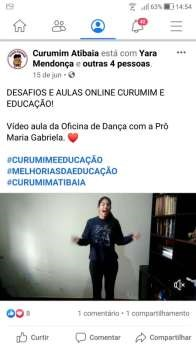 63% 14:54
42
Curumim Atibaia está com Yara
Mendonça e outras 4 pessoas.
15 de jun
DESAFIOS E AULAS ONLINE CURUMIM E
EDUCAÇÃO!
Vídeo aula da Oficina de Dança com a Prô
Maria Gabriela. ❤️
#CURUMIMEEDUCAÇÃO
#MELHORIASDAEDUCAÇÃO
#CURUMIMATIBAIA
8
1 comentário • 1 compartilhamento
Curtir
Comentar
Compartilhar